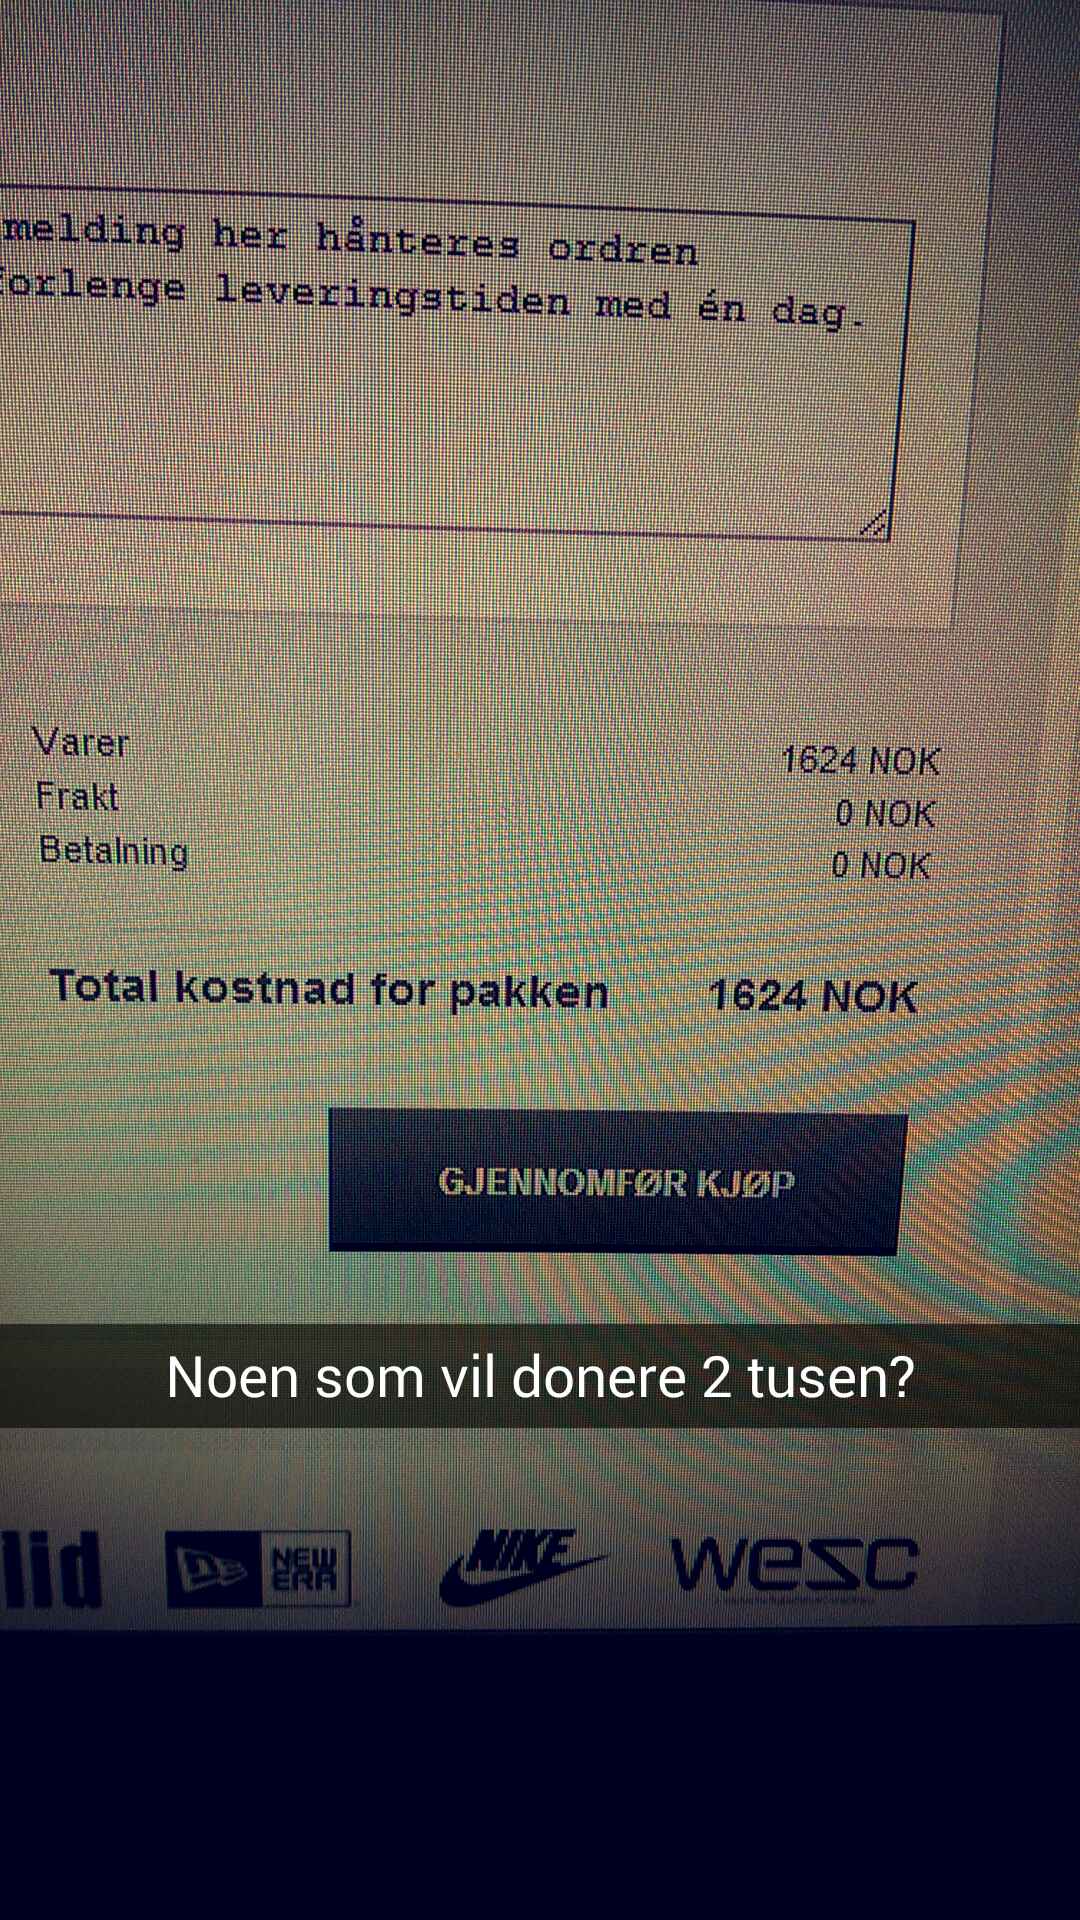 melding her hånteres ordren
forlenge leveringstiden med én dag.
Varer 1624 NOK
Frakt 0 NOK
Betalning 0 NOK
Total kostnad for pakken 1624 NOK
GJENNOMFØR KJØP
Noen som vil donere 2 tusen?
lid NEW ERA NIKE wesc